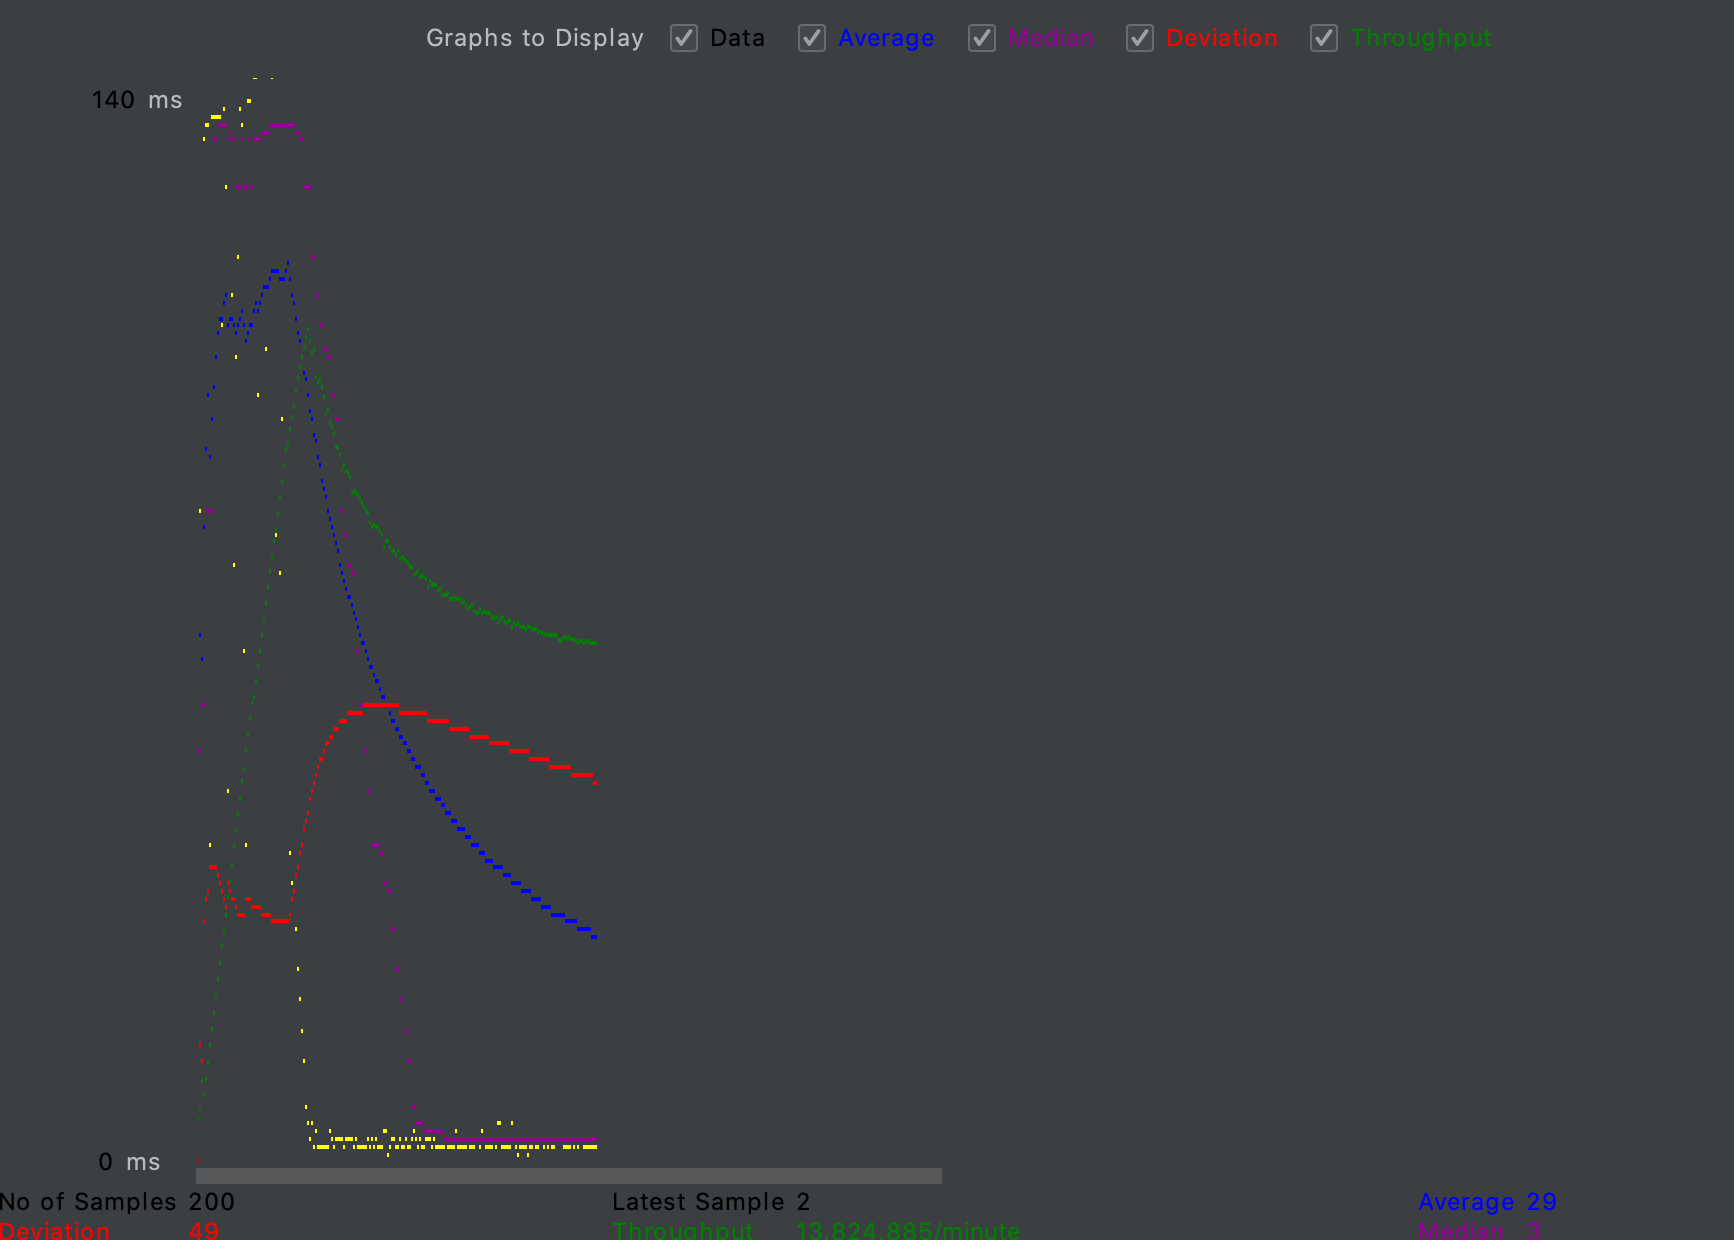 Graphs to Display Data Average Median Deviation Throughput
140 ms
0 ms
No of Samples 200 Latest Sample 2 Average 29
Deviation 49 Throughput 13,824.885/minute Median 3